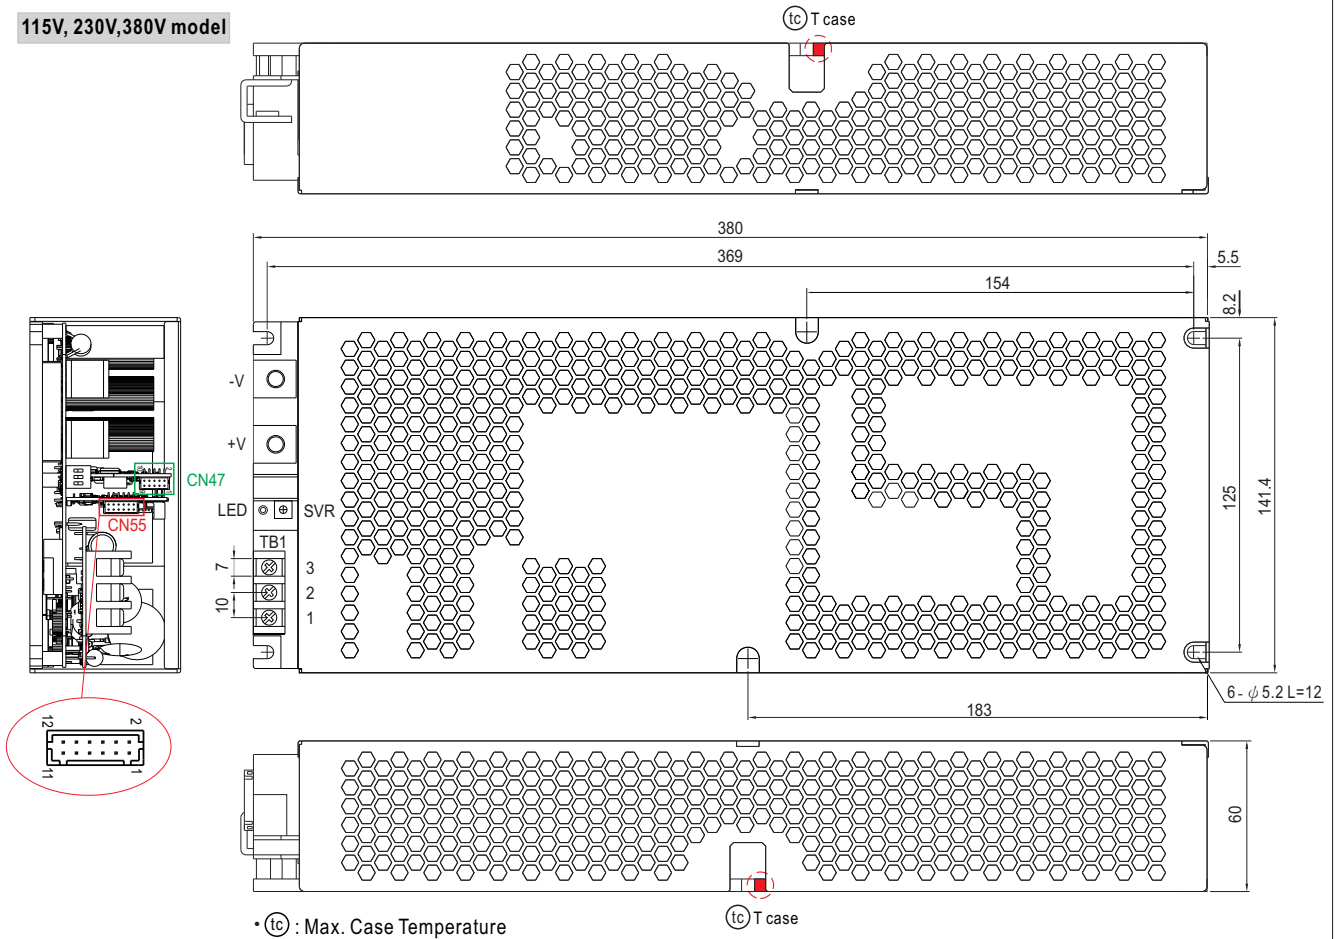 115V, 230V,380V model
tc T case
380
369
5.5
154
8.2
-V
+V
CN47
CN55
LED
SVR
TB1
3
2
1
7
10
125
141.4
6- ϕ 5.2 L=12
183
12
2
11
1
60
tc T case
• tc : Max. Case Temperature